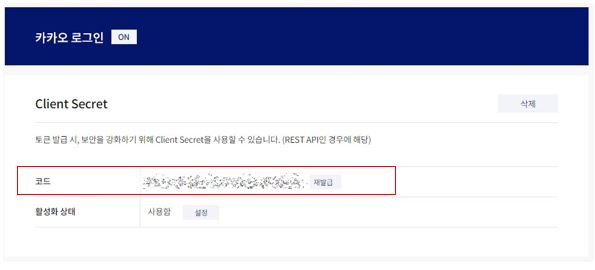 카카오 로그인 ON
Client Secret 삭제
토큰 발급 시, 보안을 강화하기 위해 Client Secret을 사용할 수 있습니다. (REST API인 경우에 해당)
코드 재발급
활성화 상태 사용함 설정